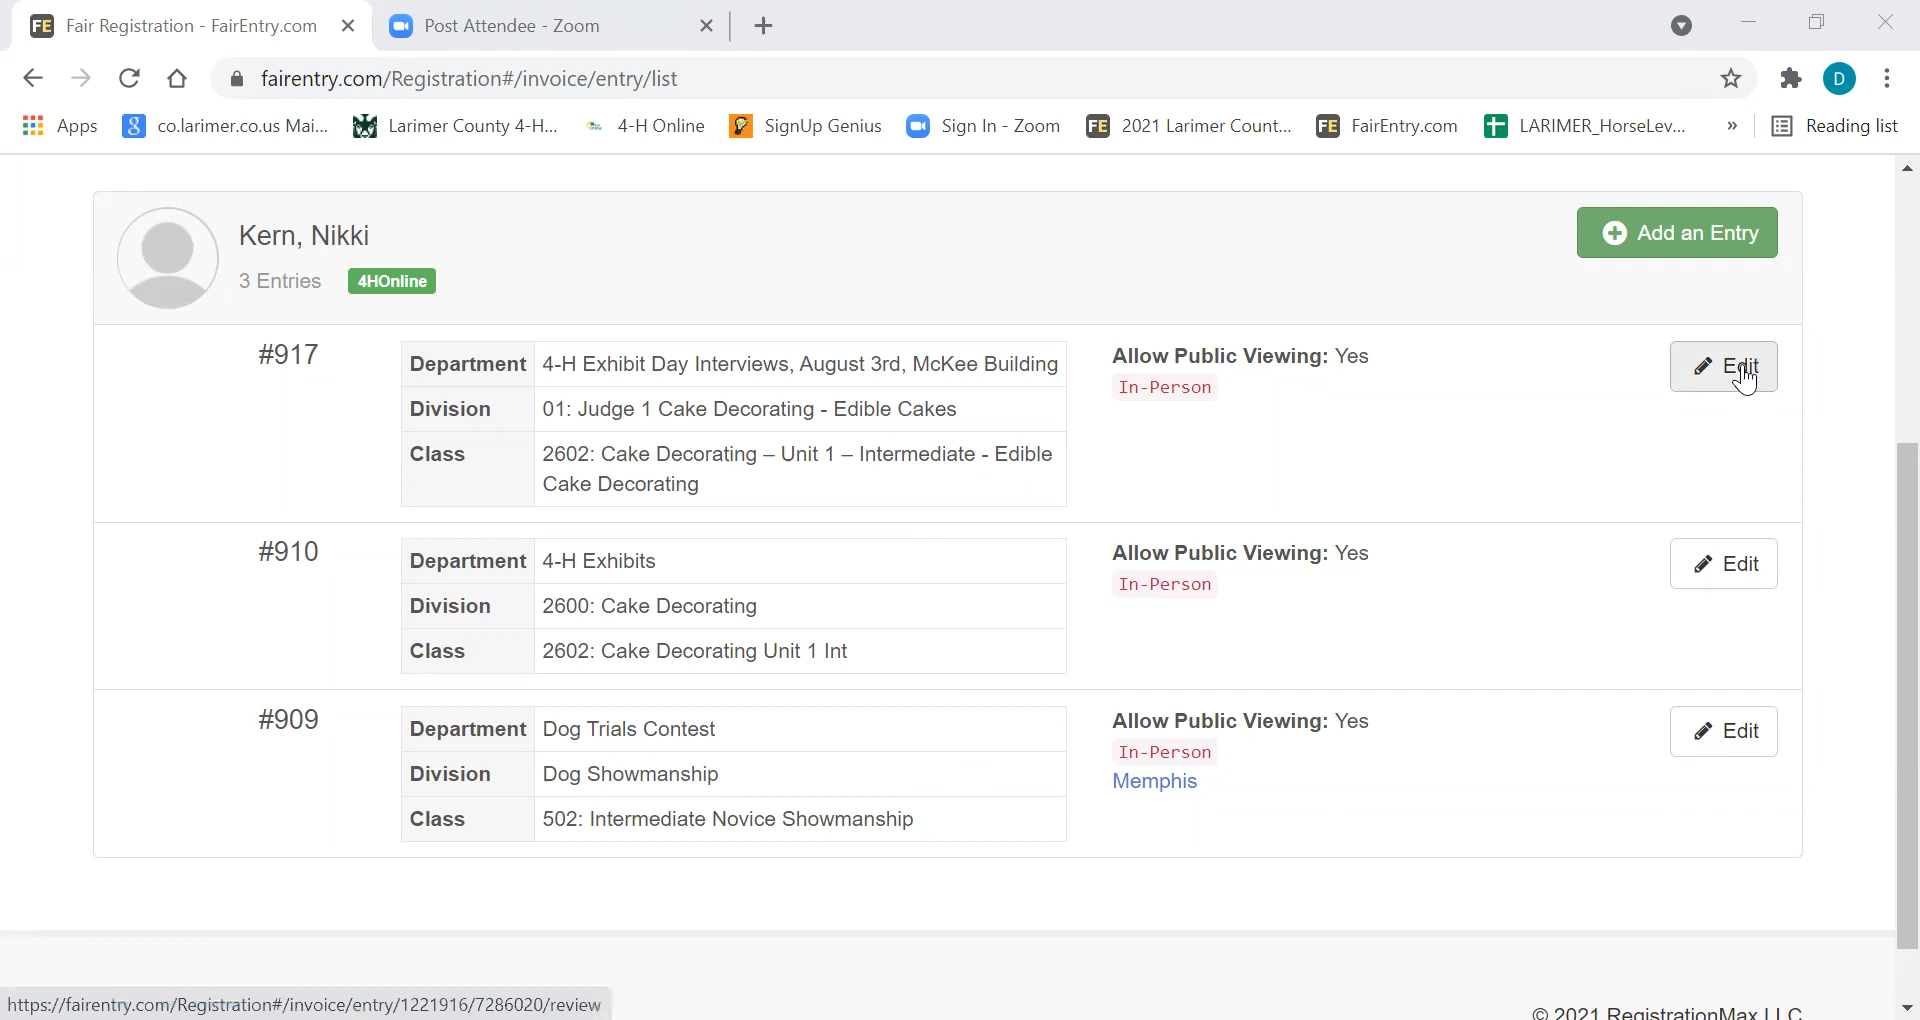 FE Fair Registration - FairEntry.com
Post Attendee - Zoom
D
fairentry.com/Registration#/invoice/entry/list
Apps
8 co.larimer.co.us Mai...
Larimer County 4-H...
4-H Online
SignUp Genius
Sign In - Zoom
FE 2021 Larimer Count...
FE FairEntry.com
LARIMER_HorseLev...
»
Reading list
Kern, Nikki
3 Entries 4HOnline
Add an Entry
#917
Department 4-H Exhibit Day Interviews, August 3rd, McKee Building
Division 01: Judge 1 Cake Decorating - Edible Cakes
Class 2602: Cake Decorating – Unit 1 – Intermediate - Edible
Cake Decorating
Allow Public Viewing: Yes
In-Person
Edit
#910
Department 4-H Exhibits
Division 2600: Cake Decorating
Class 2602: Cake Decorating Unit 1 Int
Allow Public Viewing: Yes
In-Person
Edit
#909
Department Dog Trials Contest
Division Dog Showmanship
Class 502: Intermediate Novice Showmanship
Allow Public Viewing: Yes
In-Person
Memphis
Edit
https://fairentry.com/Registration#/invoice/entry/1221916/7286020/review
© 2021 RegistrationMax LLC